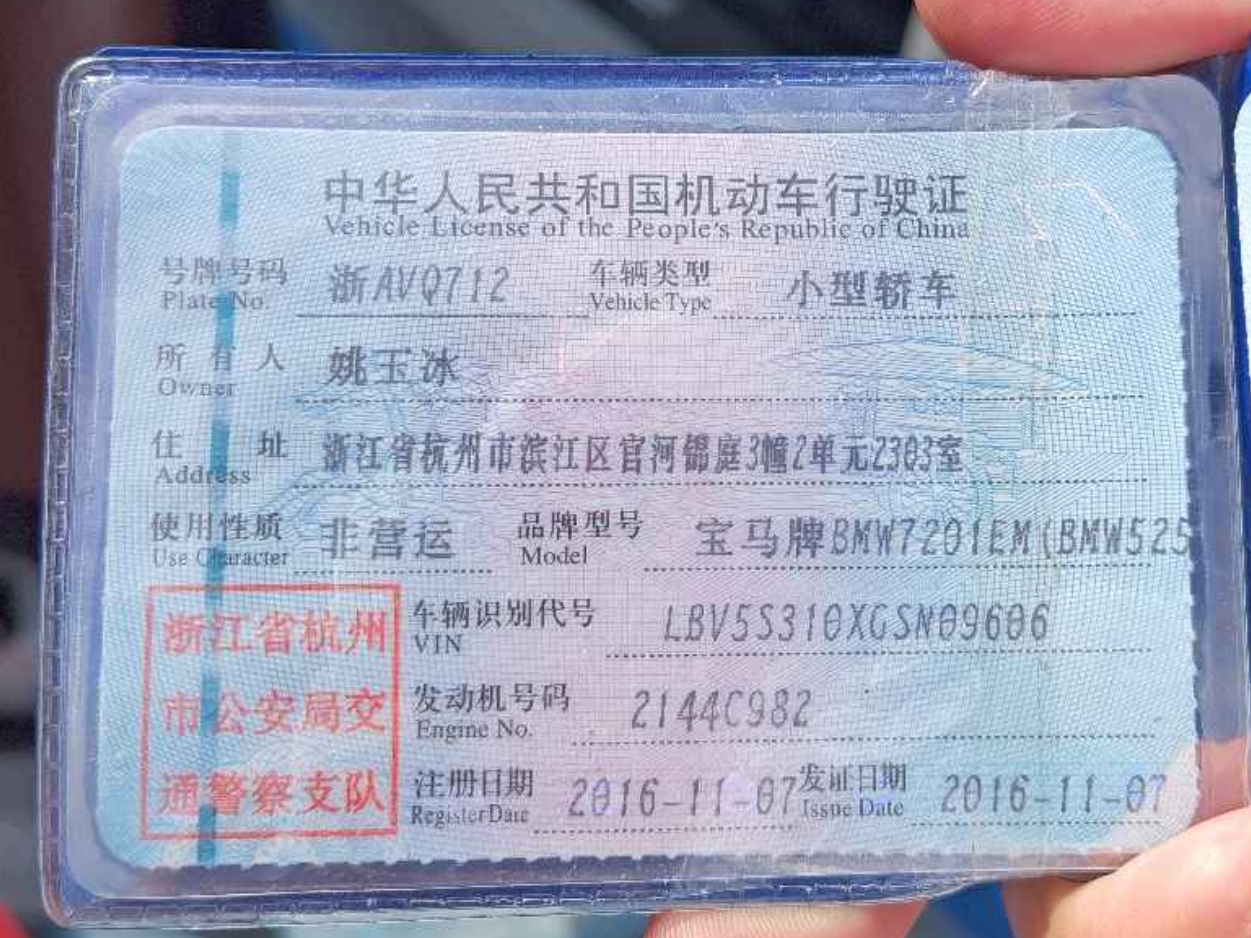 中华人民共和国机动车行驶证
Vehicle License of the People's Republic of China
号牌号码 浙AVQ712 车辆类型 小型轿车
Plate No. Vehicle Type
所有人 姚玉冰
Owner
住址 浙江省杭州市滨江区官河锦庭3幢2单元2303室
Address
使用性质 非营运 品牌型号 宝马牌BMW7201EM(BMW525
Use Character Model
浙江省杭州
市公安局交
通警察支队
车辆识别代号 LBV5S310XGSN09606
VIN
发动机号码 2144C982
Engine No.
注册日期 2016-11-07 发证日期 2016-11-07
Register Date Issue Date